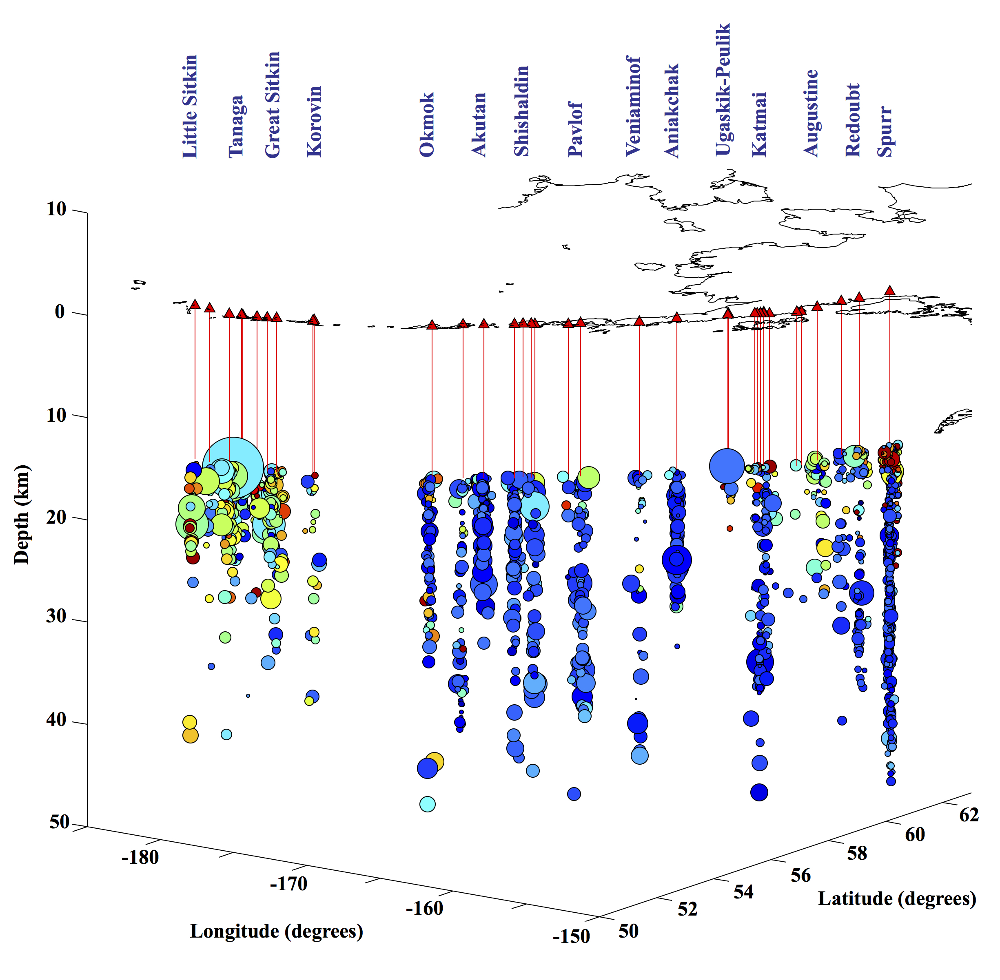 Little Sitkin
Tanaga
Great Sitkin
Korovin
Okmok
Akutan
Shishaldin
Pavlof
Veniaminof
Aniakchak
Ugaskik-Peulik
Katmai
Augustine
Redoubt
Spurr
10
0
10
20
30
40
50
Depth (km)
-180
-170
-160
-150
Longitude (degrees)
50
52
54
56
58
60
62
Latitude (degrees)